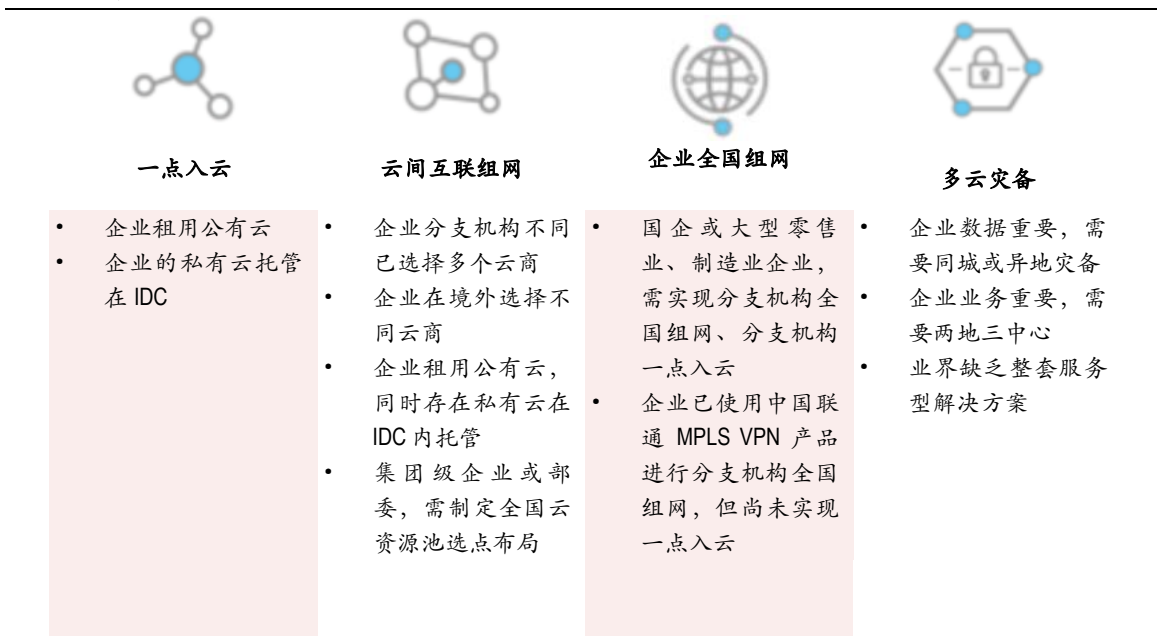 一点入云
• 企业租用公有云
• 企业的私有云托管
在 IDC
云间互联组网
• 企业分支机构不同
已选择多个云商
• 企业在境外选择不
同云商
• 企业租用公有云，
同时存在私有云在
IDC 内托管
• 集团级企业或部
委，需制定全国云
资源池选点布局
企业全国组网
• 国企或大型零售
业、制造业企业，
需实现分支机构全
国组网、分支机构
一点入云
• 企业已使用中国联
通 MPLS VPN 产品
进行分支机构全国
组网，但尚未实现
一点入云
多云灾备
• 企业数据重要，需
要同城或异地灾备
• 企业业务重要，需
要两地三中心
• 业界缺乏整套服务
型解决方案